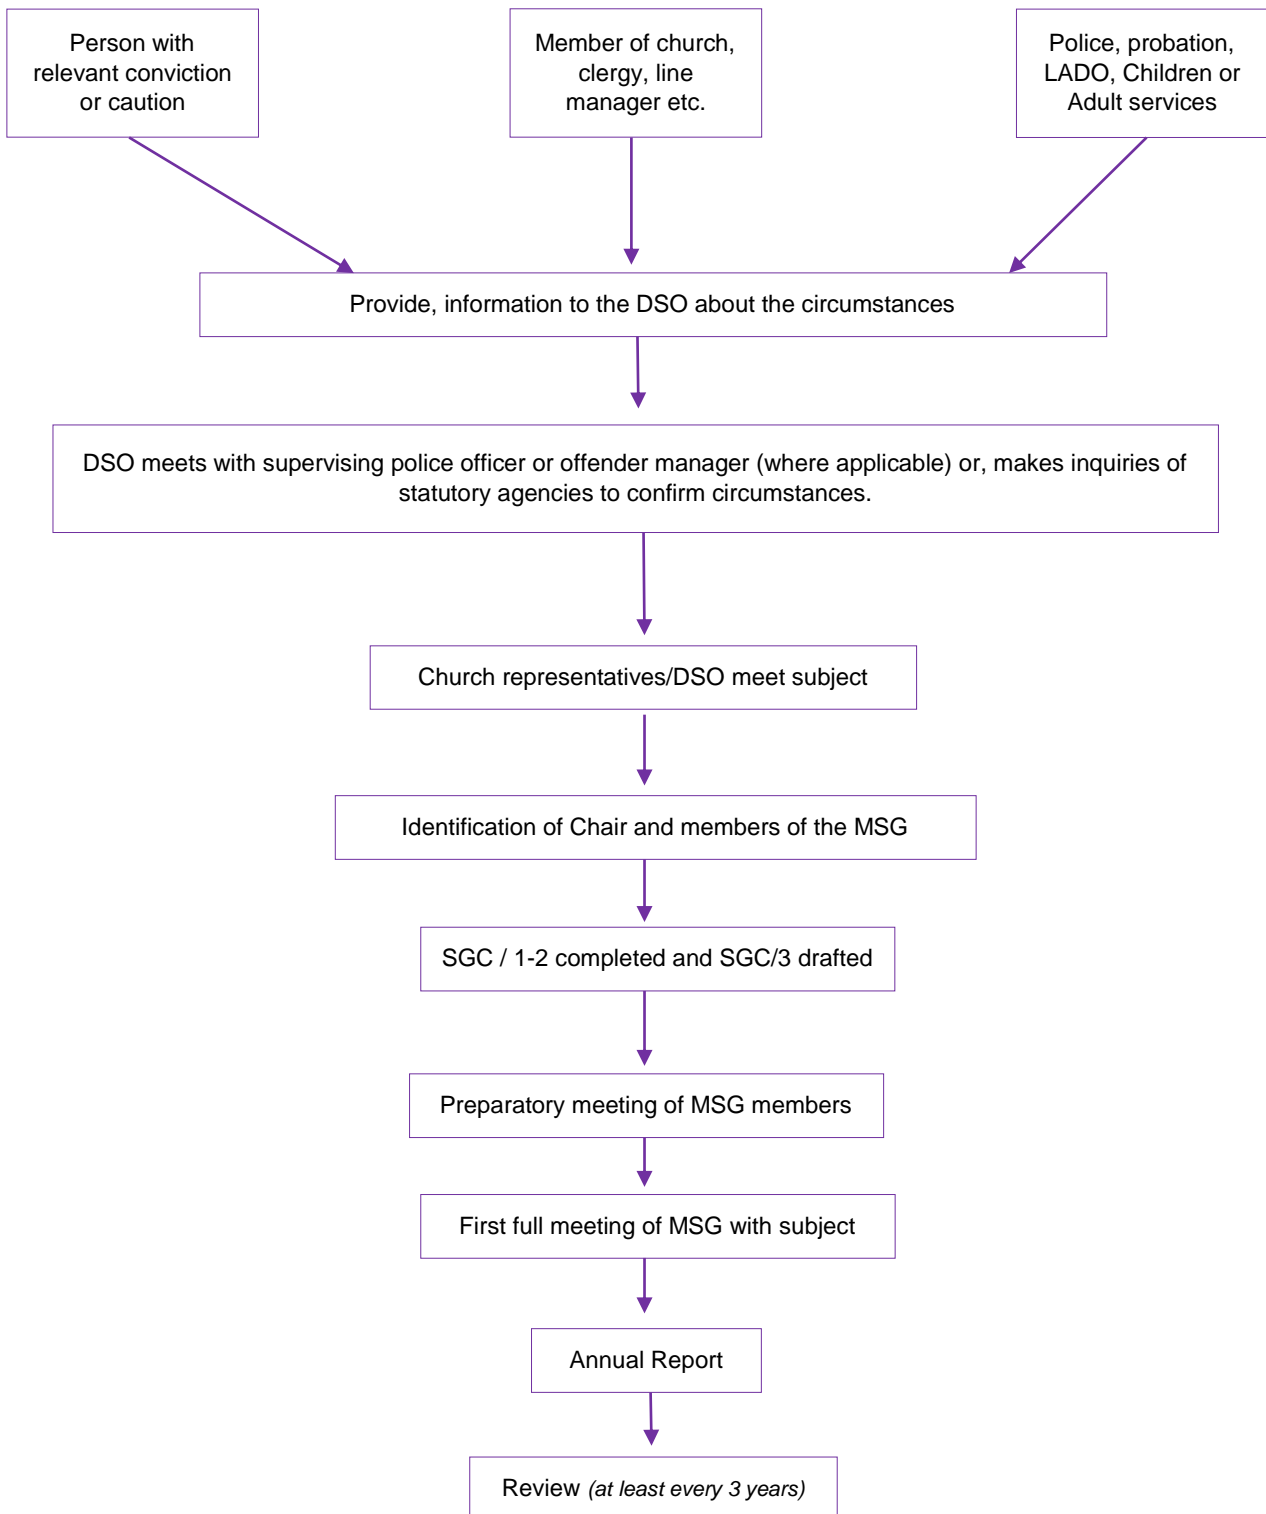 Person with
relevant conviction
or caution
Member of church,
clergy, line
manager etc.
Police, probation,
LADO, Children or
Adult services
Provide, information to the DSO about the circumstances
DSO meets with supervising police officer or offender manager (where applicable) or, makes inquiries of
statutory agencies to confirm circumstances.
Church representatives/DSO meet subject
Identification of Chair and members of the MSG
SGC / 1-2 completed and SGC/3 drafted
Preparatory meeting of MSG members
First full meeting of MSG with subject
Annual Report
Review (at least every 3 years)